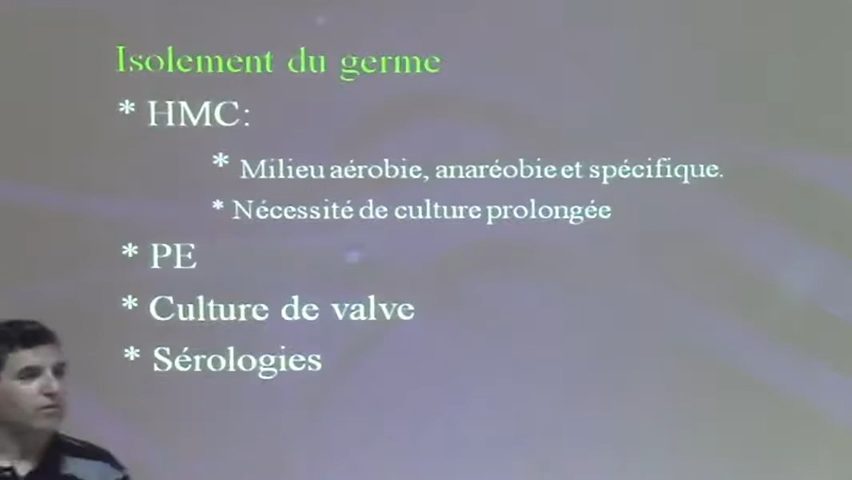 Isolement du germe
* HMC:
* Milieu aérobie, anaréobie et spécifique.
* Nécessité de culture prolongée
* PE
* Culture de valve
* Sérologies